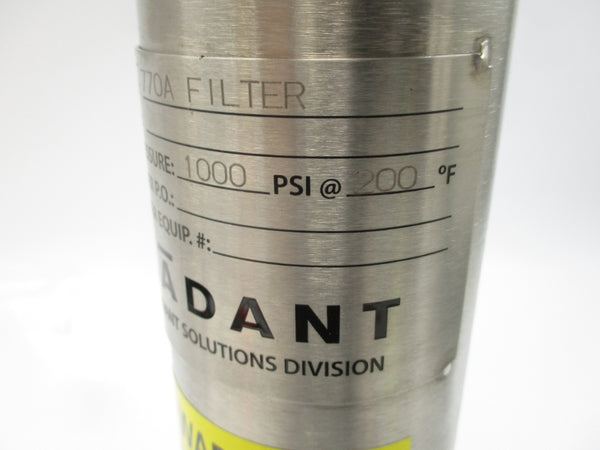 770A FILTER
SSURE: 1000 PSI @ 200 °F
P.O.:
EQUIP. #:
ADANT
NT SOLUTIONS DIVISION